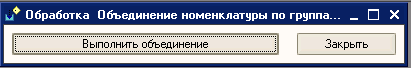 Обработка  Объединение номенклатуры по группа...
Выполнить объединение
Закрыть